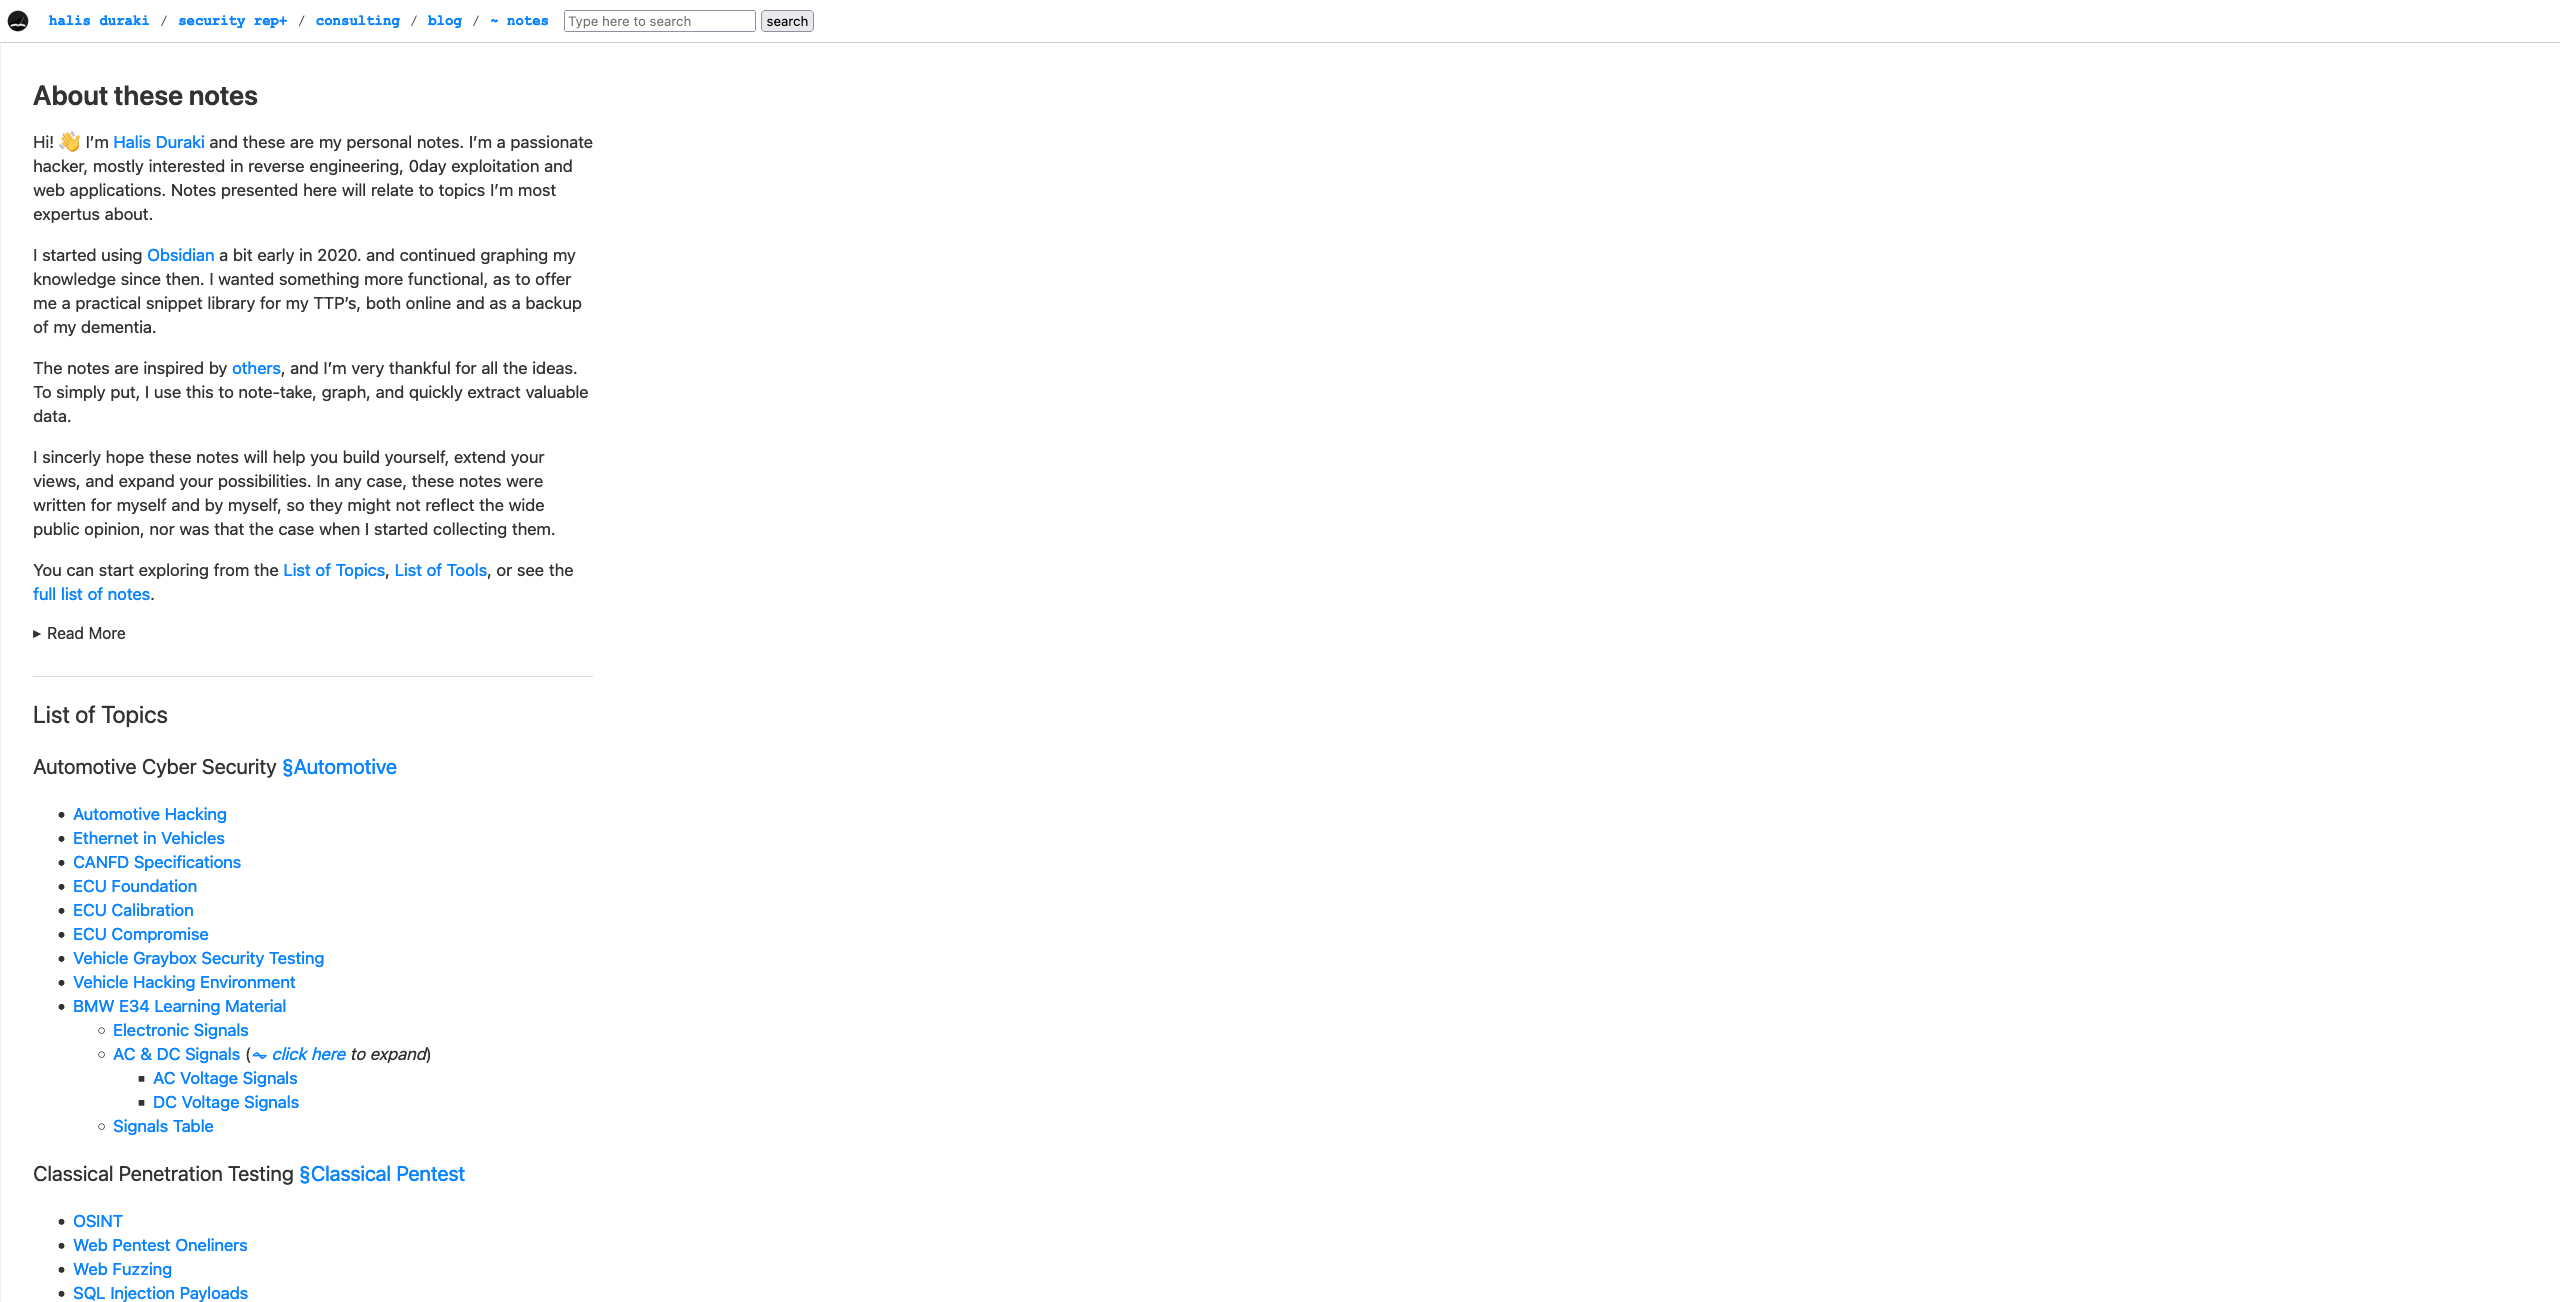 halis duraki / security rep+ / consulting / blog / ~ notes Type here to search search
About these notes
Hi! 👋 I’m Halis Duraki and these are my personal notes. I’m a passionate
hacker, mostly interested in reverse engineering, 0day exploitation and
web applications. Notes presented here will relate to topics I’m most
expertus about.
I started using Obsidian a bit early in 2020. and continued graphing my
knowledge since then. I wanted something more functional, as to offer
me a practical snippet library for my TTP’s, both online and as a backup
of my dementia.
The notes are inspired by others, and I’m very thankful for all the ideas.
To simply put, I use this to note-take, graph, and quickly extract valuable
data.
I sincerly hope these notes will help you build yourself, extend your
views, and expand your possibilities. In any case, these notes were
written for myself and by myself, so they might not reflect the wide
public opinion, nor was that the case when I started collecting them.
You can start exploring from the List of Topics, List of Tools, or see the
full list of notes.
▸ Read More
List of Topics
Automotive Cyber Security §Automotive
• Automotive Hacking
• Ethernet in Vehicles
• CANFD Specifications
• ECU Foundation
• ECU Calibration
• ECU Compromise
• Vehicle Graybox Security Testing
• Vehicle Hacking Environment
• BMW E34 Learning Material
◦ Electronic Signals
◦ AC & DC Signals (⏦ click here to expand)
▪ AC Voltage Signals
▪ DC Voltage Signals
◦ Signals Table
Classical Penetration Testing §Classical Pentest
• OSINT
• Web Pentest Oneliners
• Web Fuzzing
• SQL Injection Payloads